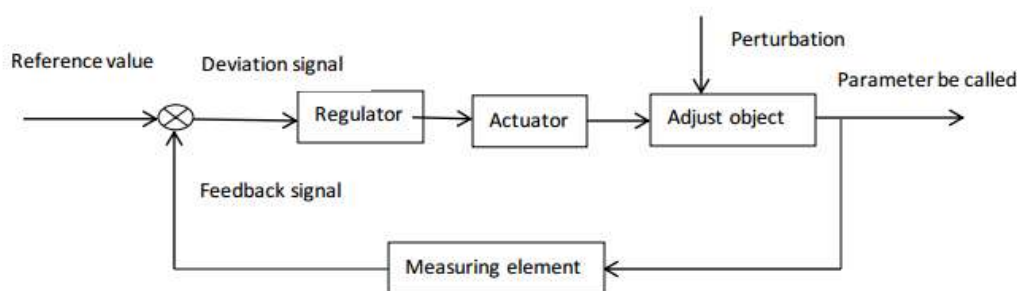 Perturbation
Reference value
Deviation signal
Parameter be called
Regulator
Actuator
Adjust object
Feedback signal
Measuring element